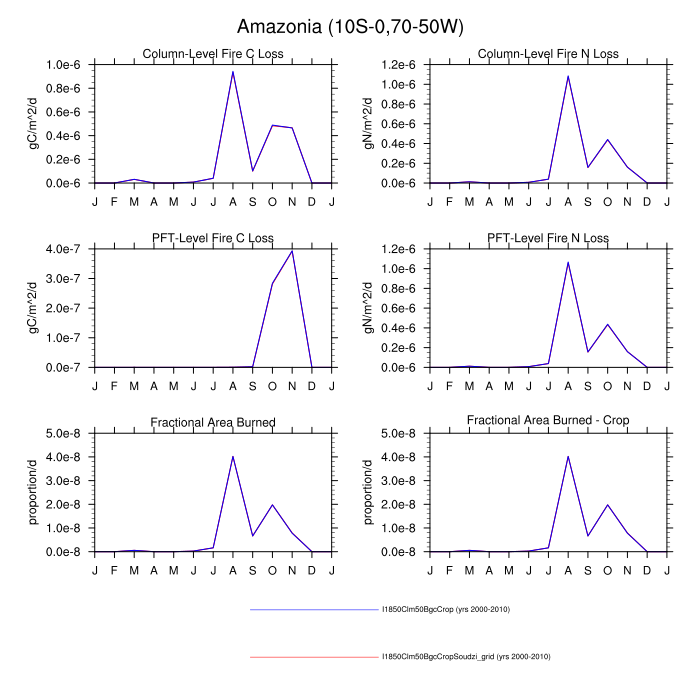 Amazonia (10S-0,70-50W)
Column-Level Fire C Loss
gC/m^2/d
1.0e-6
0.8e-6
0.6e-6
0.4e-6
0.2e-6
0.0e-6
J F M A M J J A S O N D J
Column-Level Fire N Loss
gN/m^2/d
1.2e-6
1.0e-6
0.8e-6
0.6e-6
0.4e-6
0.2e-6
0.0e-6
J F M A M J J A S O N D J
PFT-Level Fire C Loss
gC/m^2/d
4.0e-7
3.0e-7
2.0e-7
1.0e-7
0.0e-7
J F M A M J J A S O N D J
PFT-Level Fire N Loss
gN/m^2/d
1.2e-6
1.0e-6
0.8e-6
0.6e-6
0.4e-6
0.2e-6
0.0e-6
J F M A M J J A S O N D J
Fractional Area Burned
proportion/d
5.0e-8
4.0e-8
3.0e-8
2.0e-8
1.0e-8
0.0e-8
J F M A M J J A S O N D J
Fractional Area Burned - Crop
proportion/d
5.0e-8
4.0e-8
3.0e-8
2.0e-8
1.0e-8
0.0e-8
J F M A M J J A S O N D J
I1850Clm50BgcCrop (yrs 2000-2010)
I1850Clm50BgcCropSoudzi_grid (yrs 2000-2010)